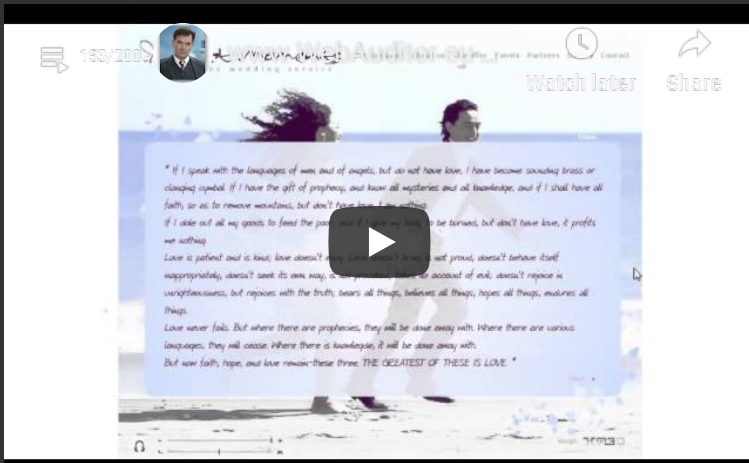 153/200
www.WebAuditor.eu
Events Partners Contact
wedding service
Watch later Share
" If I speak with the languages of men and of angels, but do not have love, I have become sounding brass or
clanging cymbal. If I have the gift of prophecy, and know all mysteries and all knowledge, and if I shall have all
faith, so as to remove mountains, but don't have love, I am nothing.
If I dole out all my goods to feed the poor, and if I give my body to be burned, but don't have love, it profits
me nothing.
Love is patient and is kind; love doesn't envy. Love doesn't brag, is not proud, doesn't behave itself
inappropriately, doesn't seek its own way, is not provoked, takes no account of evil; doesn't rejoice in
unrighteousness, but rejoices with the truth; bears all things, believes all things, hopes all things, endures all
things.
Love never fails. But where there are prophecies, they will be done away with. Where there are various
languages, they will cease. Where there is knowledge, it will be done away with.
But now faith, hope, and love remain-these three. THE GREATEST OF THESE IS LOVE. "